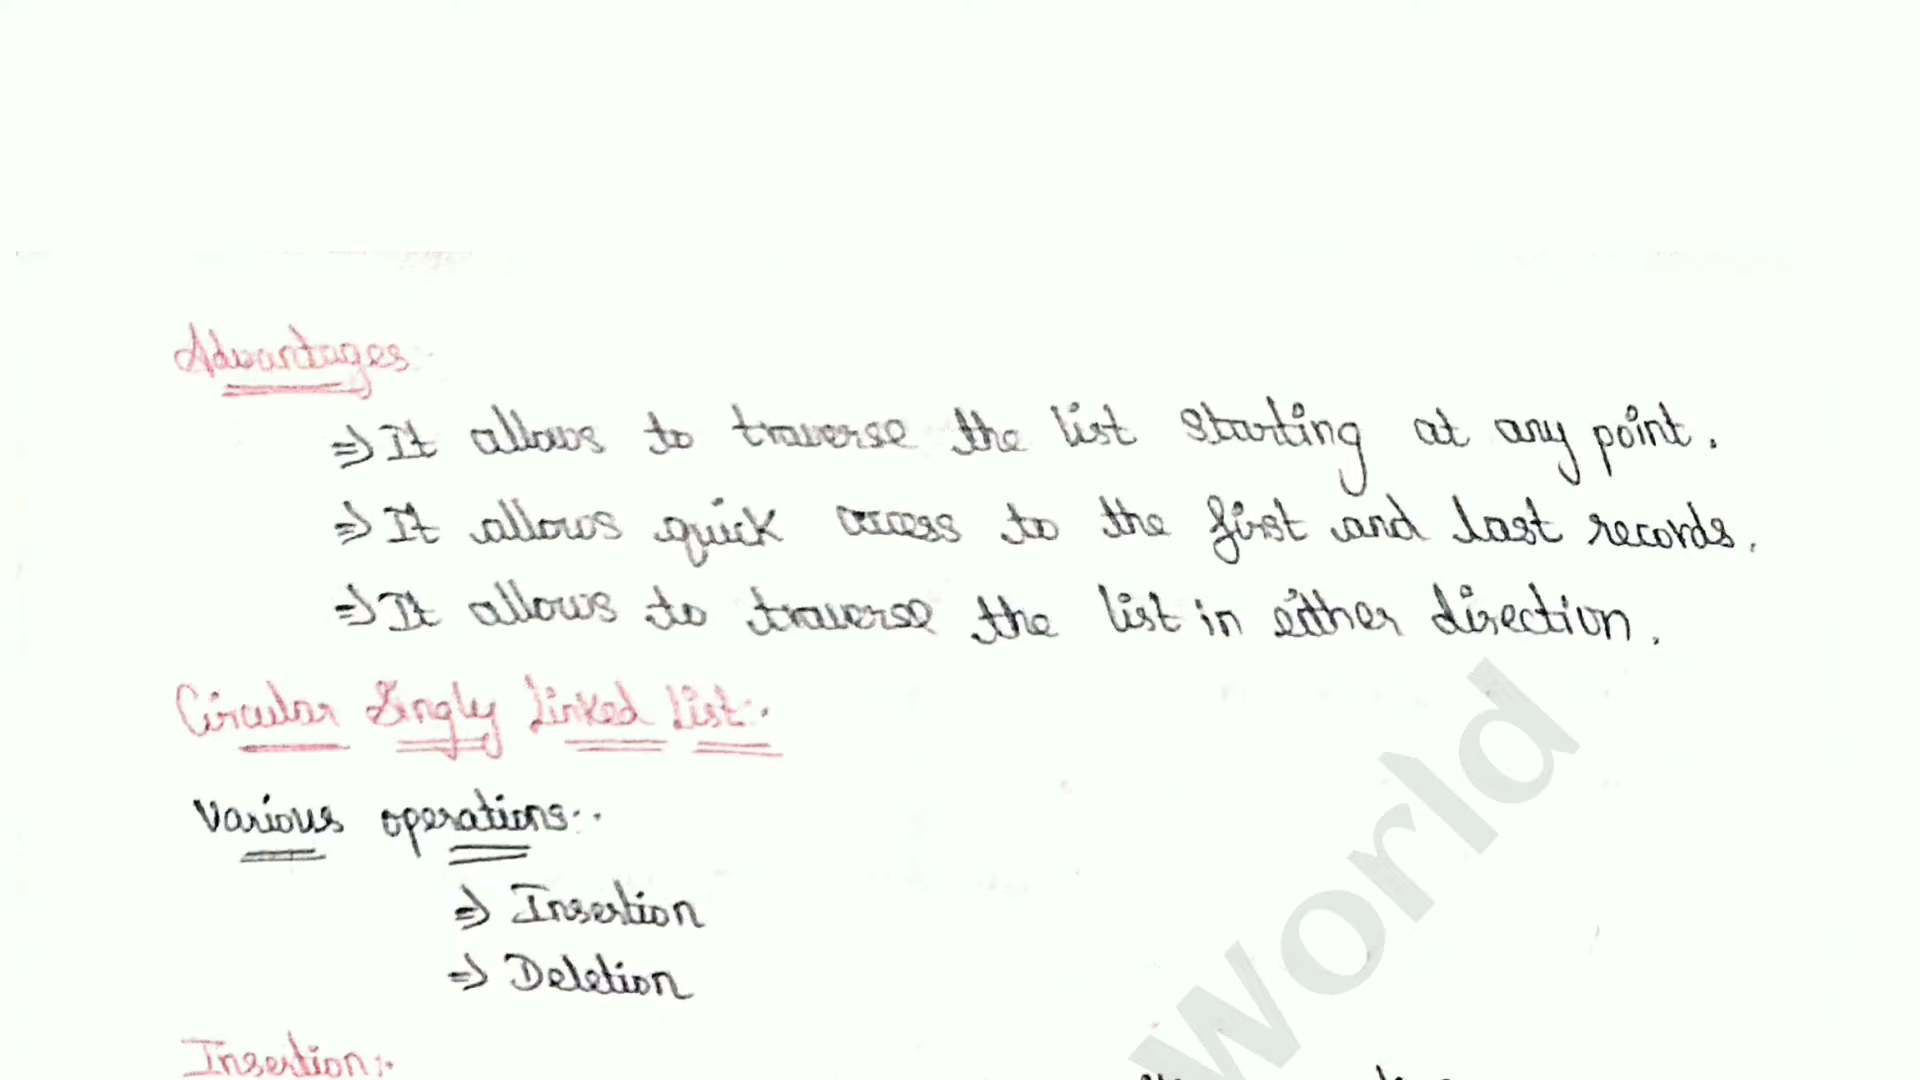 Advantages:
⇒ It allows to traverse the list starting at any point.
⇒ It allows quick access to the first and last records.
⇒ It allows to traverse the list in either direction.
Circular Singly Linked List:-
Various operations:-
⇒ Insertion
⇒ Deletion
Insertion:-
world